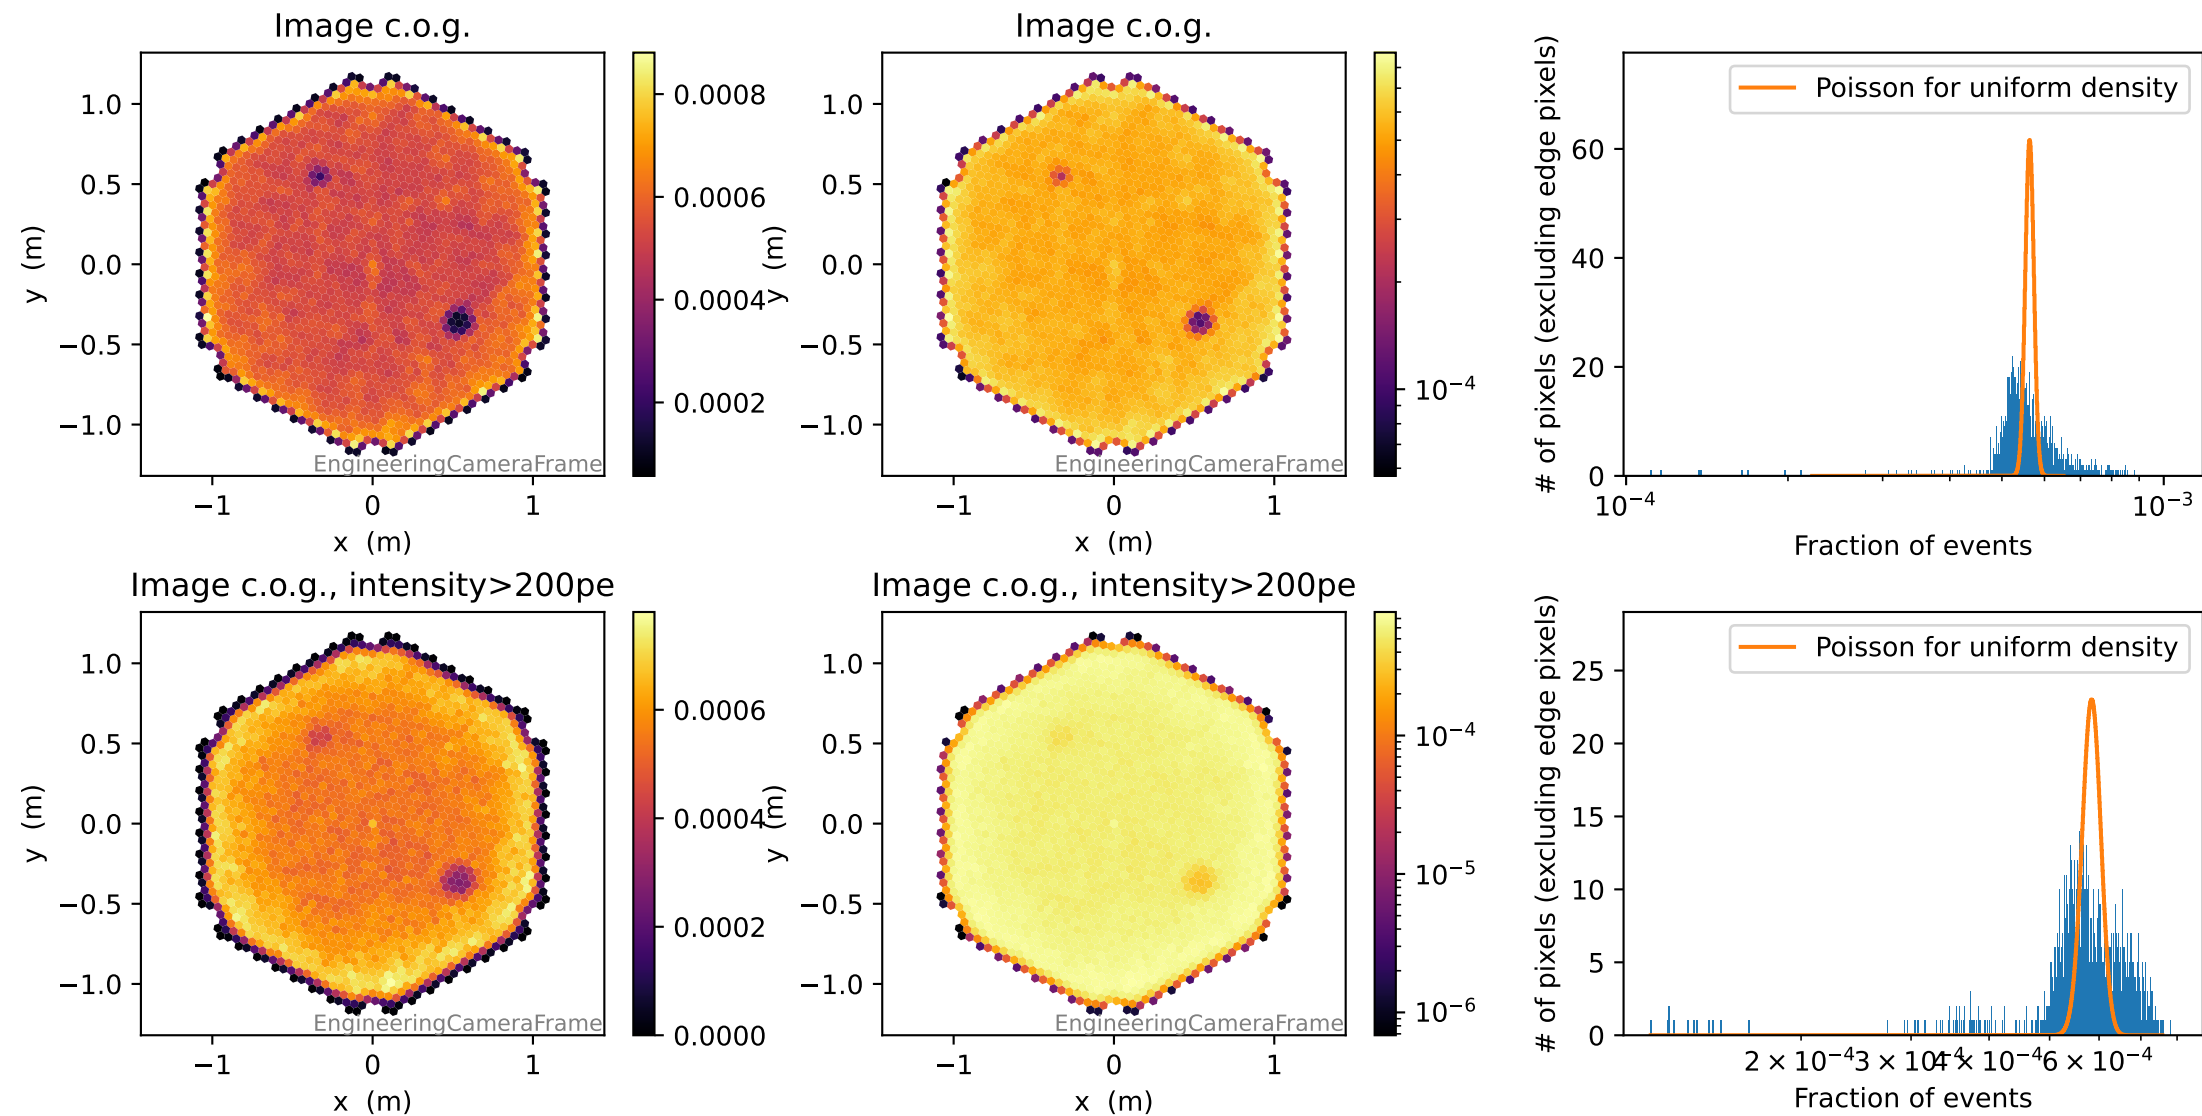 Image c.o.g.
1.0
0.5
0.0
−0.5
−1.0
y (m)
−1
0
1
x (m)
EngineeringCameraFrame
0.0008
0.0006
0.0004
0.0002
Image c.o.g.
1.0
0.5
0.0
−0.5
−1.0
y (m)
−1
0
1
x (m)
EngineeringCameraFrame
10⁻⁴
Poisson for uniform density
60
40
20
0
# of pixels (excluding edge pixels)
10⁻⁴
10⁻³
Fraction of events
Image c.o.g., intensity>200pe
1.0
0.5
0.0
−0.5
−1.0
y (m)
−1
0
1
x (m)
EngineeringCameraFrame
0.0006
0.0004
0.0002
0.0000
Image c.o.g., intensity>200pe
1.0
0.5
0.0
−0.5
−1.0
y (m)
−1
0
1
x (m)
EngineeringCameraFrame
10⁻⁴
10⁻⁵
10⁻⁶
Poisson for uniform density
25
20
15
10
5
0
# of pixels (excluding edge pixels)
2 × 10⁻⁴
3 × 10⁻⁴
4 × 10⁻⁴
6 × 10⁻⁴
Fraction of events